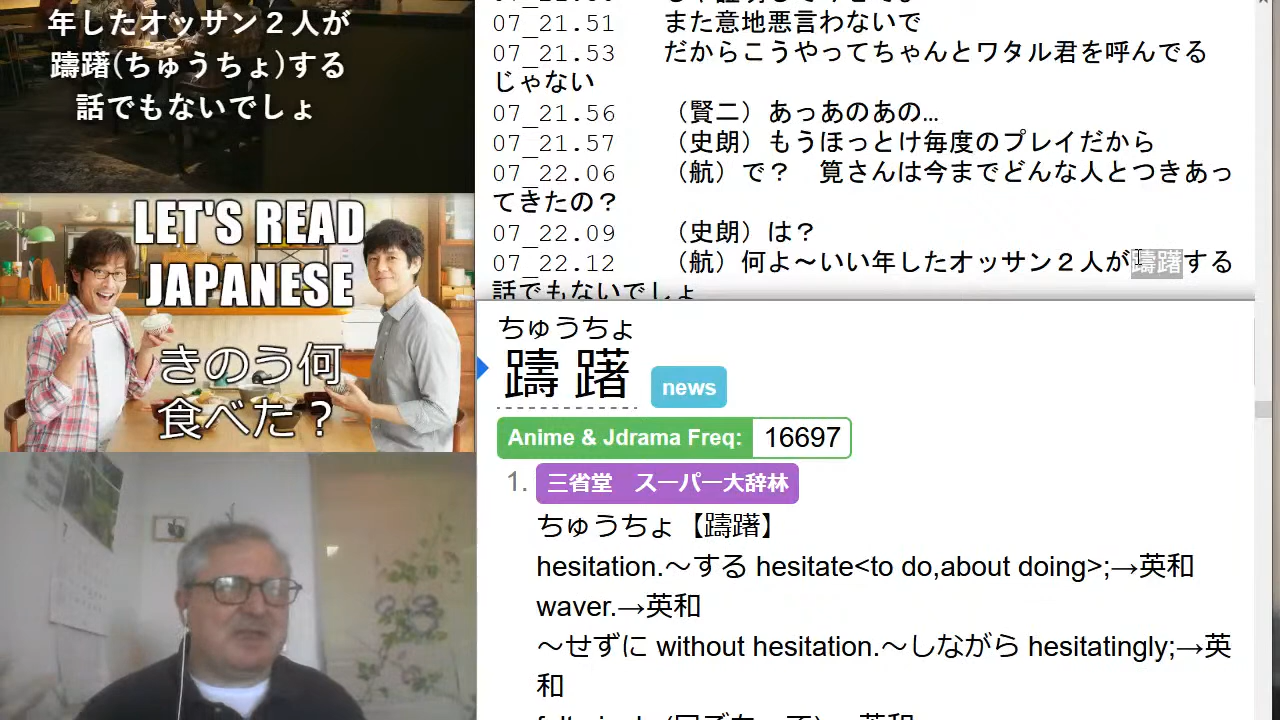 年したオッサン２人が
躊躇(ちゅうちょ)する
話でもないでしょ
LET'S READ
JAPANESE
きのう何
食べた？
07_21.51 また意地悪言わないで
07_21.53 だからこうやってちゃんとワタル君を呼んでる
じゃない
07_21.56 （賢二）あっあのあの…
07_21.57 （史朗）もうほっとけ毎度のプレイだから
07_22.06 （航）で？　筧さんは今までどんな人とつきあっ
てきたの？
07_22.09 （史朗）は？
07_22.12 （航）何よ～いい年したオッサン２人が躊躇する
話でもないでしょ
ちゅうちょ
躊躇 news
Anime & Jdrama Freq: 16697
1. 三省堂　スーパー大辞林
ちゅうちょ【躊躇】
hesitation.～する hesitate<to do,about doing>;→英和
waver.→英和
～せずに without hesitation.～しながら hesitatingly;→英
和